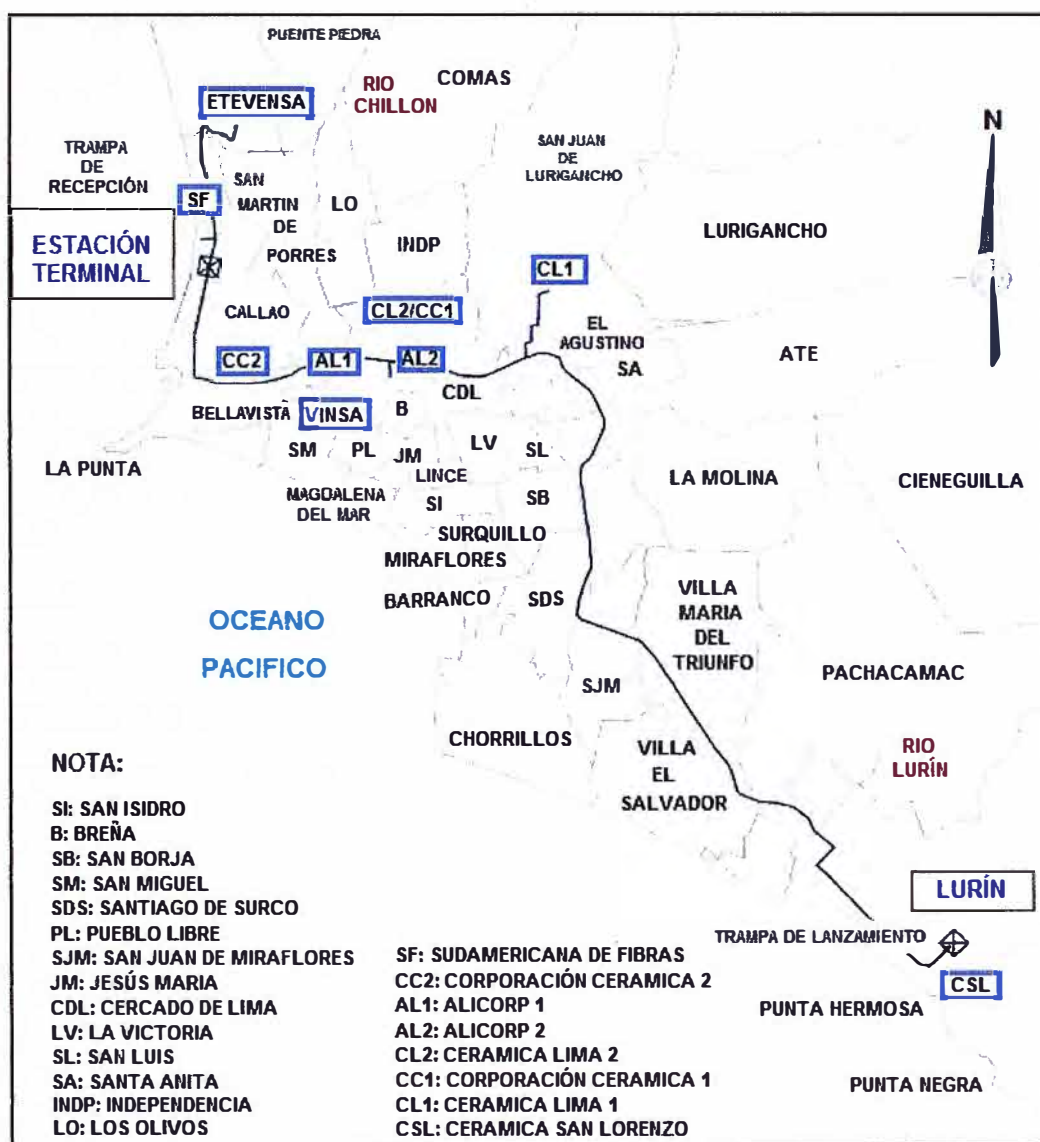 PUENTE PIEDRA
COMAS
RIO
CHILLON
ETEVENSA
N
TRAMPA
DE
RECEPCIÓN
SAN JUAN
DE
LURIGANCHO
SF
SAN
MARTIN
DE
PORRES
LO
INDP
LURIGANCHO
ESTACIÓN
TERMINAL
CL1
CALLAO
CL2/CC1
EL
AGUSTINO
SA
ATE
CC2
AL1
AL2
CDL
BELLAVISTA
VINSA
B
SM
PL
JM
LV
SL
LINCE
LA PUNTA
LA MOLINA
CIENEGUILLA
MAGDALENA
DEL MAR
SI
SB
SURQUILLO
MIRAFLORES
BARRANCO
SDS
VILLA
MARIA
DEL
TRIUNFO
OCEANO
PACIFICO
SJM
PACHACAMAC
CHORRILLOS
VILLA
EL
SALVADOR
RIO
LURÍN
LURÍN
TRAMPA DE LANZAMIENTO
CSL
PUNTA HERMOSA
PUNTA NEGRA
NOTA:
SI: SAN ISIDRO
B: BREÑA
SB: SAN BORJA
SM: SAN MIGUEL
SDS: SANTIAGO DE SURCO
PL: PUEBLO LIBRE
SJM: SAN JUAN DE MIRAFLORES
JM: JESÚS MARIA
CDL: CERCADO DE LIMA
LV: LA VICTORIA
SL: SAN LUIS
SA: SANTA ANITA
INDP: INDEPENDENCIA
LO: LOS OLIVOS
SF: SUDAMERICANA DE FIBRAS
CC2: CORPORACIÓN CERAMICA 2
AL1: ALICORP 1
AL2: ALICORP 2
CL2: CERAMICA LIMA 2
CC1: CORPORACIÓN CERAMICA 1
CL1: CERAMICA LIMA 1
CSL: CERAMICA SAN LORENZO